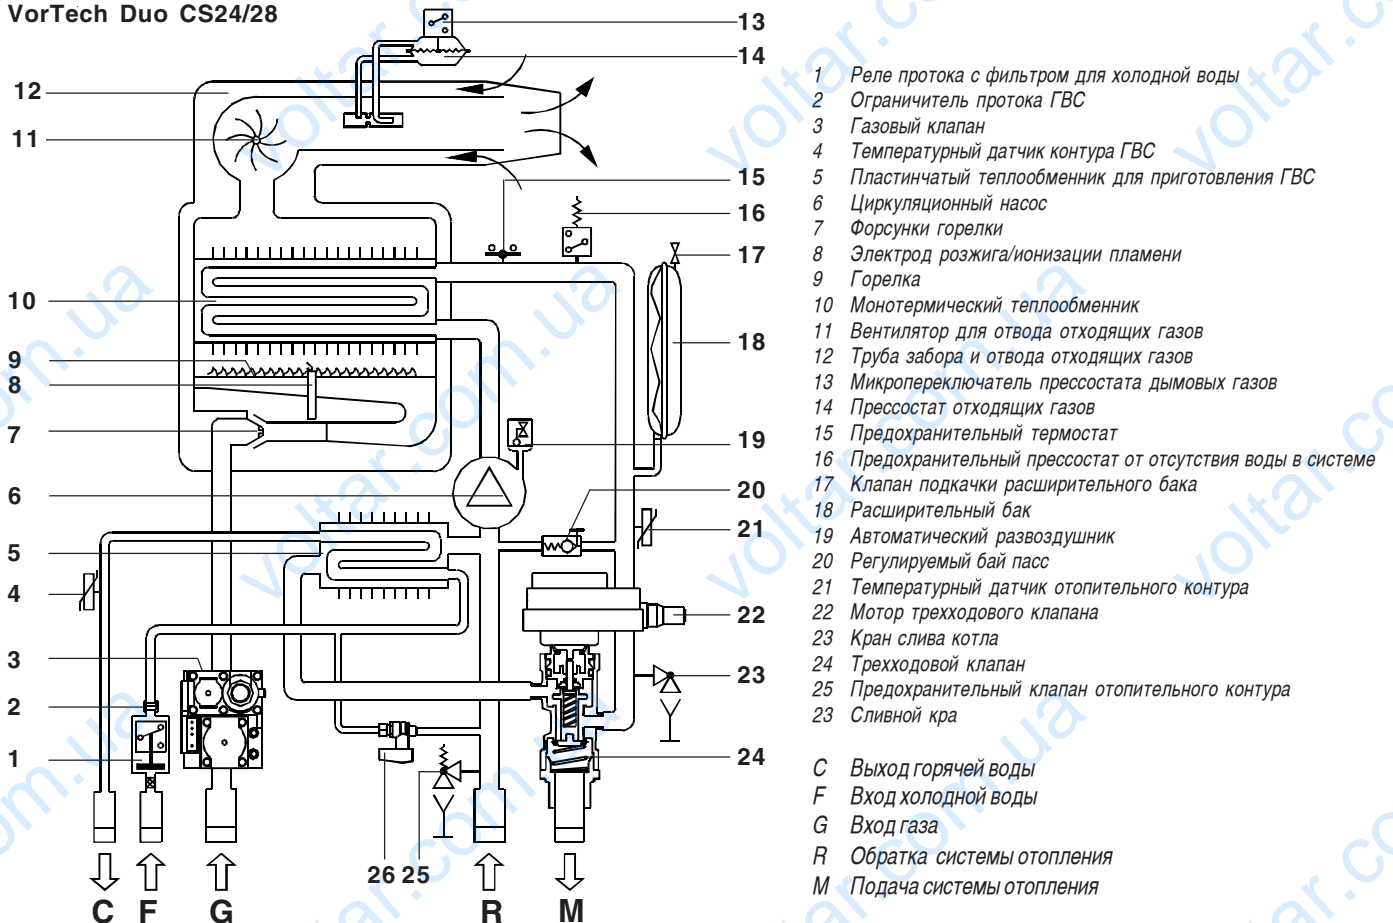 VorTech Duo CS24/28
13
14
12
11
15
16
17
10
18
9
8
7
19
6
20
21
5
4
22
3
23
2
1
24
26 25
C F G R M
1 Реле протока с фильтром для холодной воды
2 Ограничитель протока ГВС
3 Газовый клапан
4 Температурный датчик контура ГВС
5 Пластинчатый теплообменник для приготовления ГВС
6 Циркуляционный насос
7 Форсунки горелки
8 Электрод розжига/ионизации пламени
9 Горелка
10 Монотермический теплообменник
11 Вентилятор для отвода отходящих газов
12 Труба забора и отвода отходящих газов
13 Микропереключатель прессостата дымовых газов
14 Прессостат отходящих газов
15 Предохранительный термостат
16 Предохранительный прессостат от отсутствия воды в системе
17 Клапан подкачки расширительного бака
18 Расширительный бак
19 Автоматический развоздушник
20 Регулируемый бай пасс
21 Температурный датчик отопительного контура
22 Мотор трехходового клапана
23 Кран слива котла
24 Трехходовой клапан
25 Предохранительный клапан отопительного контура
23 Сливной кра
C Выход горячей воды
F Вход холодной воды
G Вход газа
R Обратка системы отопления
M Подача системы отопления
voltar.com.ua